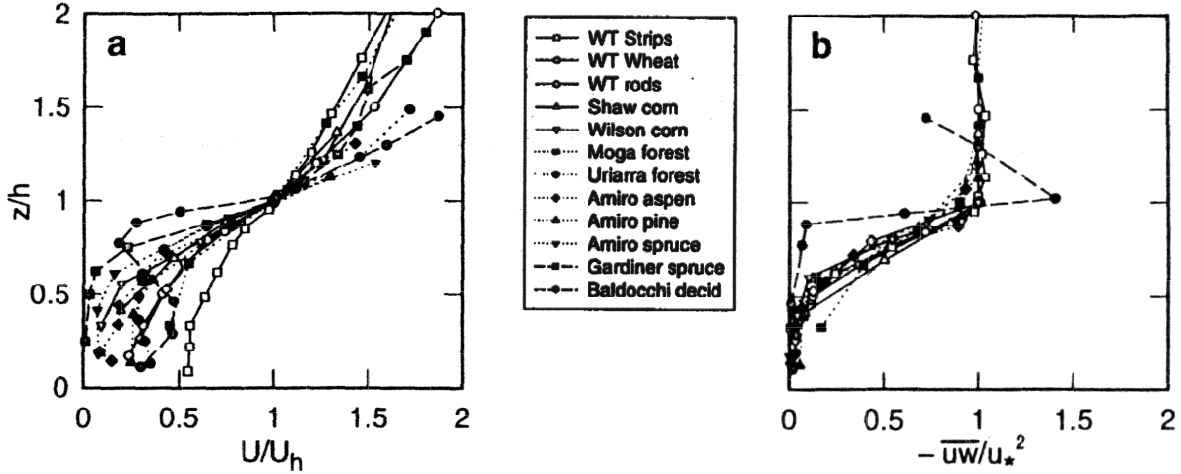 a
2
1.5
1
0.5
0
z/h
0 0.5 1 1.5 2
U/U_h
WT Strips
WT Wheat
WT rods
Shaw corn
Wilson corn
Moga forest
Uriarra forest
Amiro aspen
Amiro pine
Amiro spruce
Gardiner spruce
Baldocchi decid
b
0 0.5 1 1.5 2
- u̅w̅/u_*²